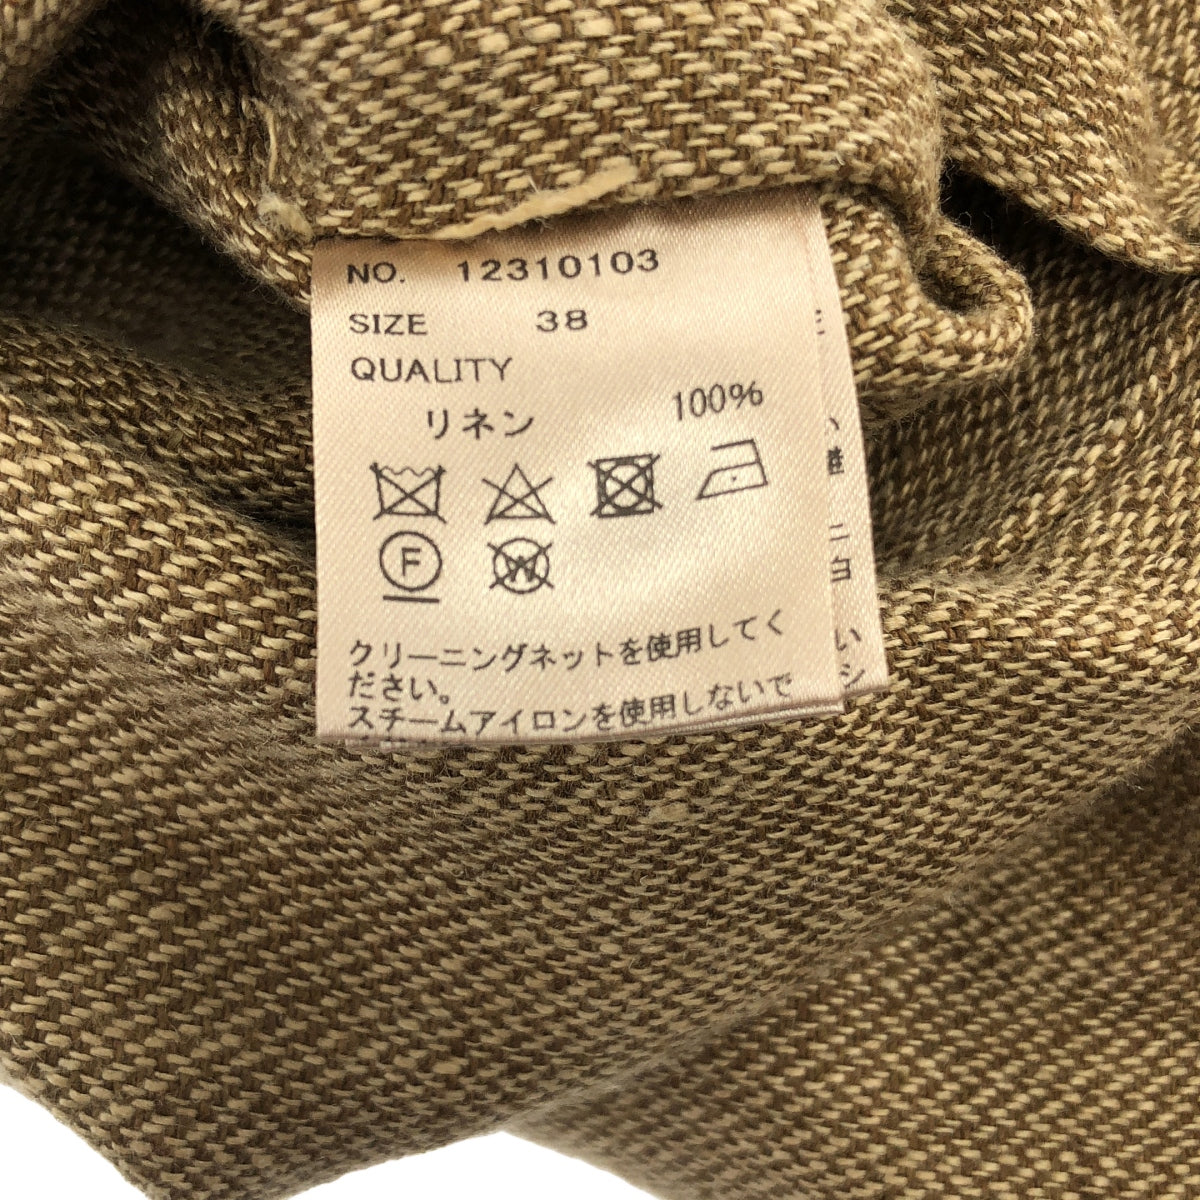 NO. 12310103
SIZE 38
QUALITY
リネン 100%
F
W
クリーニングネットを使用してく
ださい。
スチームアイロンを使用しないで